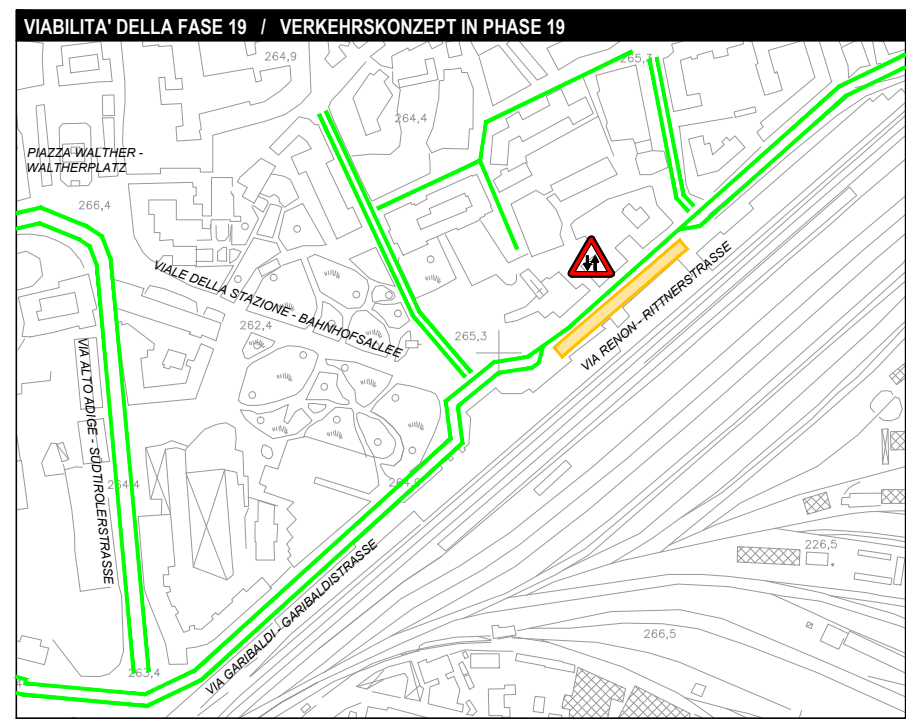 VIABILITA' DELLA FASE 19 / VERKEHRSKONZEPT IN PHASE 19
264,9
265,3
264,4
PIAZZA WALTHER -
WALTHERPLATZ
266,4
VIALE DELLA STAZIONE - BAHNHOFSALLEE
262,4
265,3
VIA RENON - RITTNERSTRASSE
VIA ALTO ADIGE - SÜDTIROLERSTRASSE
264,4
226,5
VIA GARIBALDI - GARIBALDISTRASSE
266,5
263,4